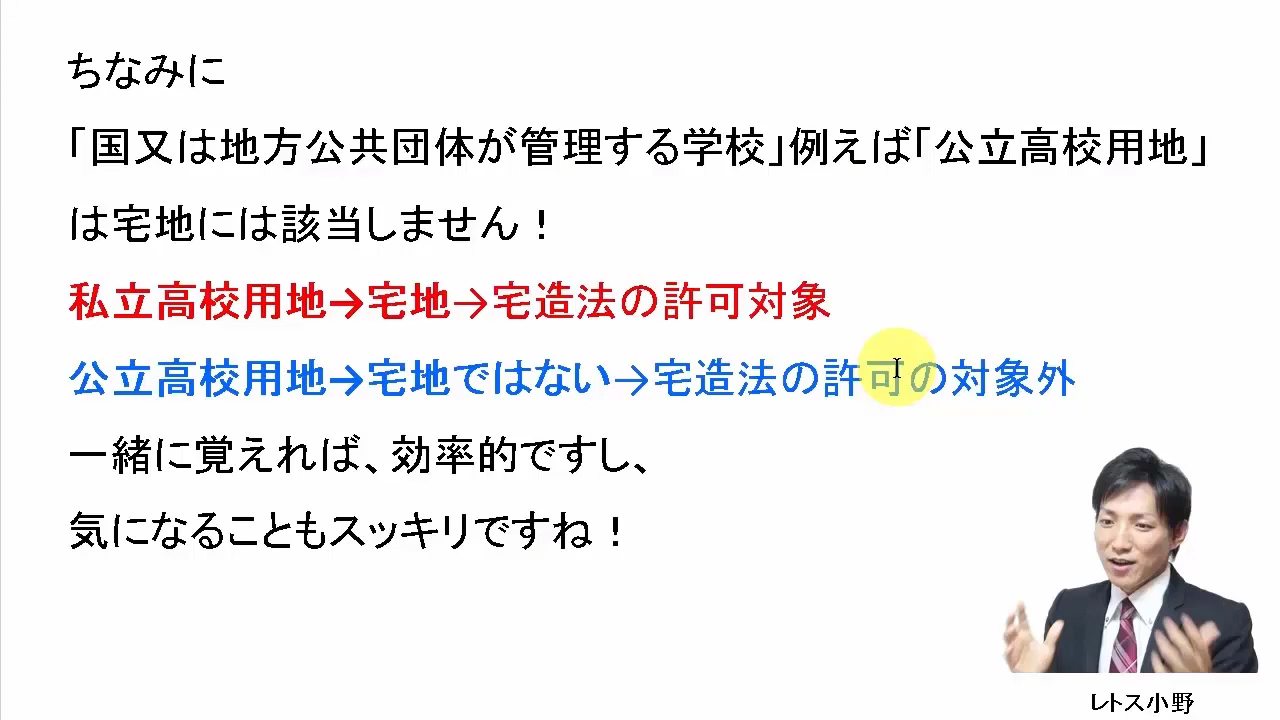 ちなみに
「国又は地方公共団体が管理する学校」例えば「公立高校用地」
は宅地には該当しません！
私立高校用地→宅地→宅造法の許可対象
公立高校用地→宅地ではない→宅造法の許可の対象外
一緒に覚えれば、効率的ですし、
気になることもスッキリですね！
レトス小野